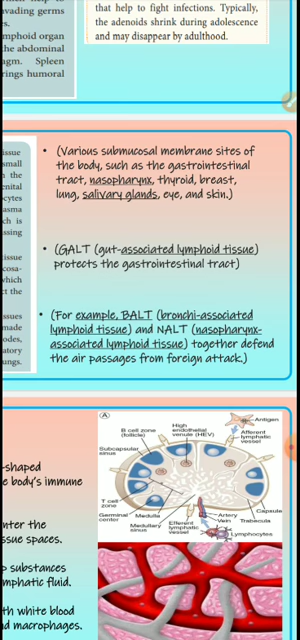 nvading germs
es.
mphoid organ
the abdominal
agm. Spleen
rings humoral
that help to fight infections. Typically,
the adenoids shrink during adolescence
and may disappear by adulthood.
issue
small
n the
enital
ocytes
asma
ch is
ssing
issue
cosa-
which
ct the
ssues
made
odes,
atory
ungs.
• (Various submucosal membrane sites of
the body, such as the gastrointestinal
tract, nasopharynx, thyroid, breast,
lung, salivary glands, eye, and skin.)
• (GALT (gut-associated lymphoid tissue)
protects the gastrointestinal tract)
• (For example, BALT (bronchi-associated
lymphoid tissue) and NALT (nasopharynx-
associated lymphoid tissue) together defend
the air passages from foreign attack.)
-shaped
e body's immune
nter the
ssue spaces.
substances
mphatic fluid.
th white blood
nd macrophages.
A
Antigen
B cell zone
(follicle)
High
endothelial
venule (HEV)
Afferent
lymphatic
vessel
Subcapsular
sinus
T cell
zone
Germinal
center
Medulla
Medullary
sinus
Efferent
lymphatic
vessel
Artery
Vein
Trabecula
Capsule
Lymphocytes